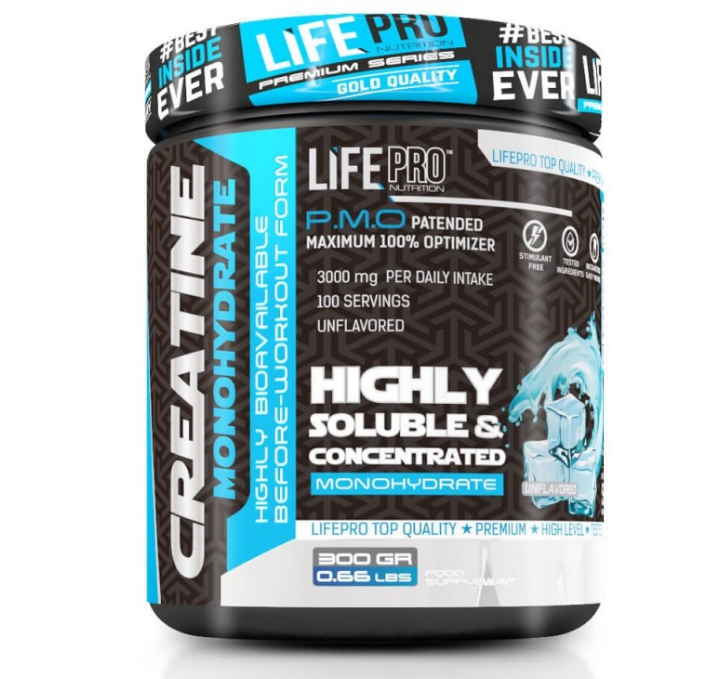 #BEST
INSIDE
EVER
LIFE PRO
NUTRITION
PREMIUM SERIES
GOLD QUALITY
#BEST
INSIDE
EVER
CREATINE
MONOHYDRATE
HIGHLY BIOAVAILABLE
BEFORE-WORKOUT FORM
LIFEPRO™
NUTRITION
P.M.O PATENDED
MAXIMUM 100% OPTIMIZER
3000 mg PER DAILY INTAKE
100 SERVINGS
UNFLAVORED
LIFEPRO TOP QUALITY ★
STIMULANT
FREE
TESTED
INGREDIENTS
HIGHLY
SOLUBLE &
CONCENTRATED
MONOHYDRATE
UNFLAVORED
LIFEPRO TOP QUALITY ★ PREMIUM ★ HIGH LEVEL ★
300 GR
0.66 LBS
FOOD
SUPPLEMENT